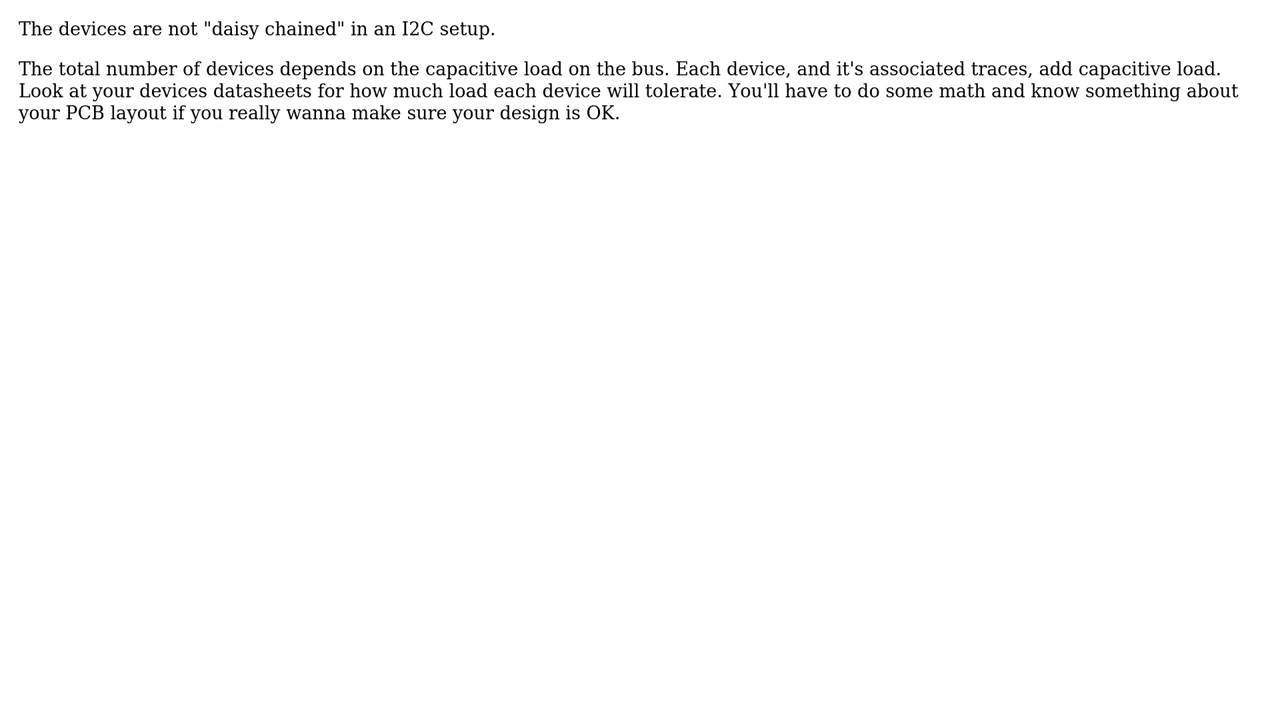 The devices are not "daisy chained" in an I2C setup.
The total number of devices depends on the capacitive load on the bus. Each device, and it's associated traces, add capacitive load.
Look at your devices datasheets for how much load each device will tolerate. You'll have to do some math and know something about
your PCB layout if you really wanna make sure your design is OK.